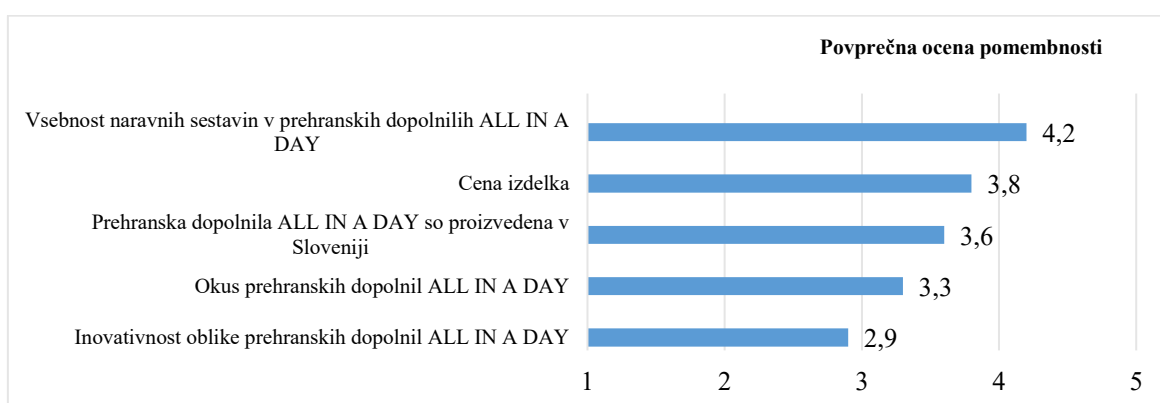 Povprečna ocena pomembnosti
Vsebnost naravnih sestavin v prehranskih dopolnilih ALL IN A
DAY
4,2
Cena izdelka
3,8
Prehranska dopolnila ALL IN A DAY so proizvedena v
Sloveniji
3,6
Okus prehranskih dopolnil ALL IN A DAY
3,3
Inovativnost oblike prehranskih dopolnil ALL IN A DAY
2,9
1 2 3 4 5